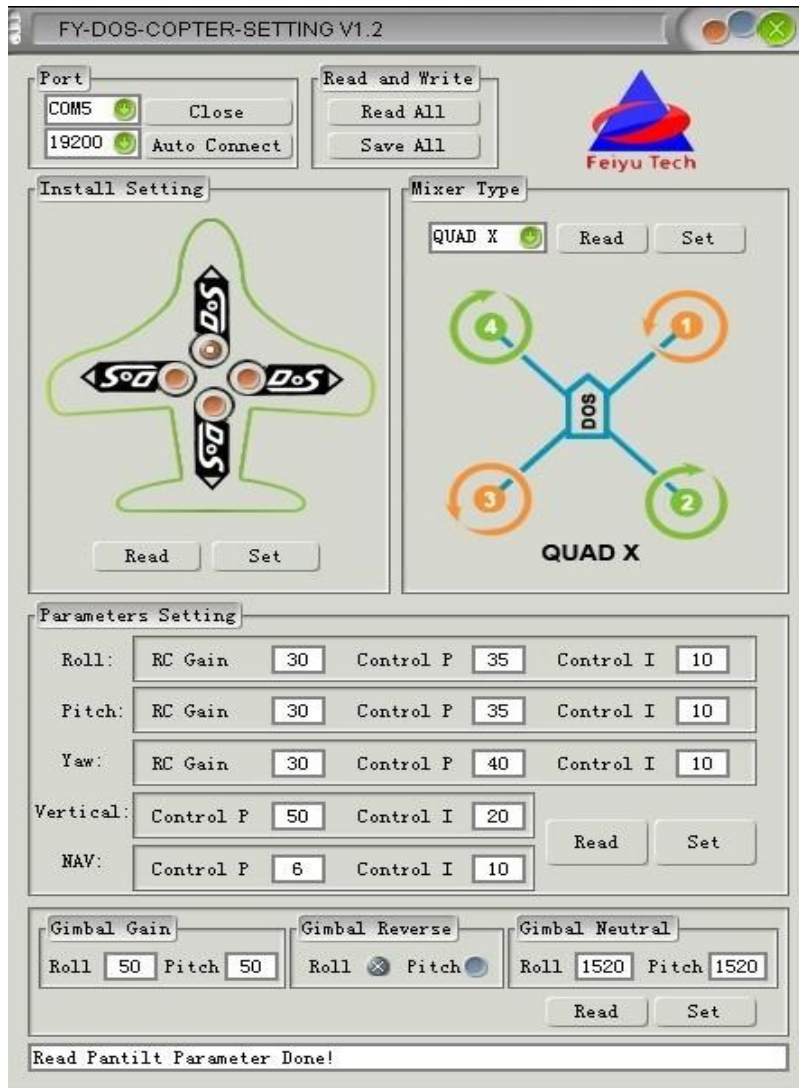 FY-DOS-COPTER-SETTING V1.2
Port
COM5 Close
19200 Auto Connect
Read and Write
Read All
Save All
Feiyu Tech
Install Setting
DOS
DOS DOS
DOS
Read Set
Mixer Type
QUAD X Read Set
4 1
DOS
3 2
QUAD X
Parameters Setting
Roll: RC Gain 30 Control P 35 Control I 10
Pitch: RC Gain 30 Control P 35 Control I 10
Yaw: RC Gain 30 Control P 40 Control I 10
Vertical: Control P 50 Control I 20
NAV: Control P 6 Control I 10
Read Set
Gimbal Gain
Roll 50 Pitch 50
Gimbal Reverse
Roll Pitch
Gimbal Neutral
Roll 1520 Pitch 1520
Read Set
Read Pantilt Parameter Done!